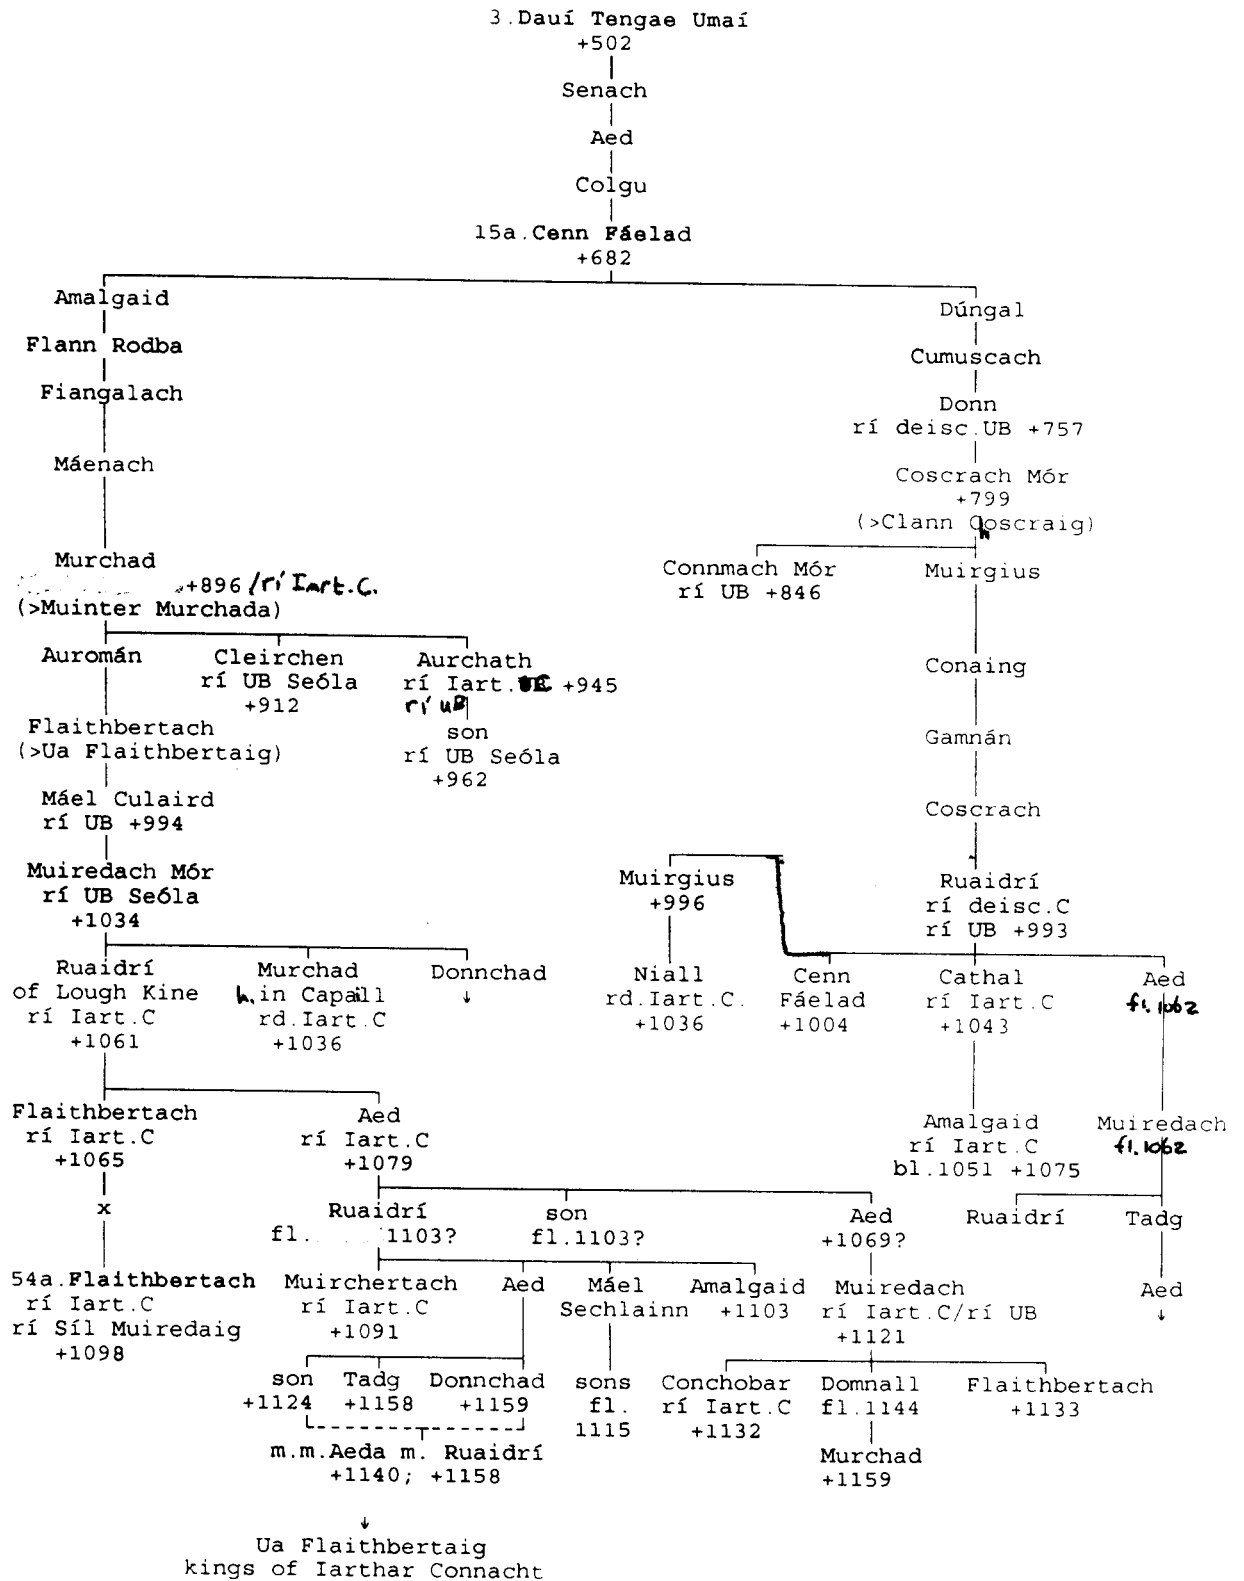 3.Dauí Tengae Umaí
+502
Senach
Aed
Colgu
15a.Cenn Fáelad
+682
Amalgaid
Dúngal
Flann Rodba
Cumuscach
Fiangalach
Donn
rí deisc.UB +757
Máenach
Coscrach Mór
+799
(>Clann Choscraig)
Murchad
+896/rí Iart.C.
(>Muinter Murchada)
Connmach Mór
rí UB +846
Muirgius
Auromán
Cleirchen
rí UB Seóla
+912
Aurchath
rí Iart.C +945
rí UB
Conaing
Flaithbertach
(>Ua Flaithbertaig)
son
rí UB Seóla
+962
Gamnán
Máel Culaird
rí UB +994
Coscrach
Muiredach Mór
rí UB Seóla
+1034
Muirgius
+996
Ruaidrí
rí deisc.C
rí UB +993
Ruaidrí
of Lough Kine
rí Iart.C
+1061
Murchad
h.in Capaill
rd.Iart.C
+1036
Donnchad
↓
Niall
rd.Iart.C.
+1036
Cenn
Fáelad
+1004
Cathal
rí Iart.C
+1043
Aed
fl.1062
Flaithbertach
rí Iart.C
+1065
Aed
rí Iart.C
+1079
Amalgaid
rí Iart.C
bl.1051 +1075
Muiredach
fl.1062
x
Ruaidrí
fl. 1103?
son
fl.1103?
Aed
+1069?
Ruaidrí
Tadg
54a.Flaithbertach
rí Iart.C
rí Síl Muiredaig
+1098
Muirchertach
rí Iart.C
+1091
Aed
Máel
Sechlainn
Amalgaid
+1103
Muiredach
rí Iart.C/rí UB
+1121
Aed
↓
son
+1124
Tadg
+1158
Donnchad
+1159
sons
fl.
1115
Conchobar
rí Iart.C
+1132
Domnall
fl.1144
Flaithbertach
+1133
m.m.Aeda m. Ruaidrí
+1140; +1158
Murchad
+1159
↓
Ua Flaithbertaig
kings of Iarthar Connacht